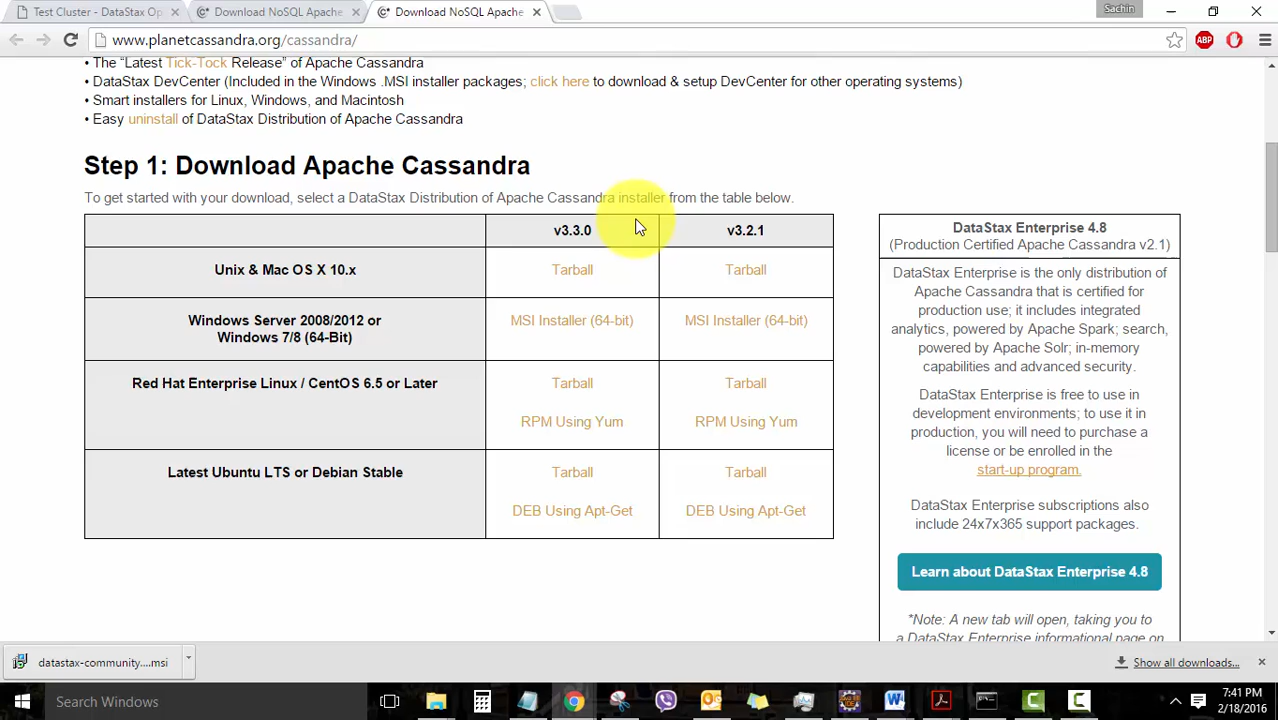 Test Cluster - DataStax Op
Download NoSQL Apache
Download NoSQL Apache
Sachin
www.planetcassandra.org/cassandra/
ABP
• The “Latest Tick-Tock Release” of Apache Cassandra
• DataStax DevCenter (Included in the Windows .MSI installer packages; click here to download & setup DevCenter for other operating systems)
• Smart installers for Linux, Windows, and Macintosh
• Easy uninstall of DataStax Distribution of Apache Cassandra
Step 1: Download Apache Cassandra
To get started with your download, select a DataStax Distribution of Apache Cassandra installer from the table below.
v3.3.0 v3.2.1
Unix & Mac OS X 10.x Tarball Tarball
Windows Server 2008/2012 or MSI Installer (64-bit) MSI Installer (64-bit)
Windows 7/8 (64-Bit)
Red Hat Enterprise Linux / CentOS 6.5 or Later Tarball Tarball
RPM Using Yum RPM Using Yum
Latest Ubuntu LTS or Debian Stable Tarball Tarball
DEB Using Apt-Get DEB Using Apt-Get
DataStax Enterprise 4.8
(Production Certified Apache Cassandra v2.1)
DataStax Enterprise is the only distribution of
Apache Cassandra that is certified for
production use; it includes integrated
analytics, powered by Apache Spark; search,
powered by Apache Solr; in-memory
capabilities and advanced security.
DataStax Enterprise is free to use in
development environments; to use it in
production, you will need to purchase a
license or be enrolled in the
start-up program.
DataStax Enterprise subscriptions also
include 24x7x365 support packages.
Learn about DataStax Enterprise 4.8
*Note: A new tab will open, taking you to
a DataStax Enterprise informational page on
datastax-community....msi
Show all downloads...
Search Windows
7:41 PM
2/18/2016